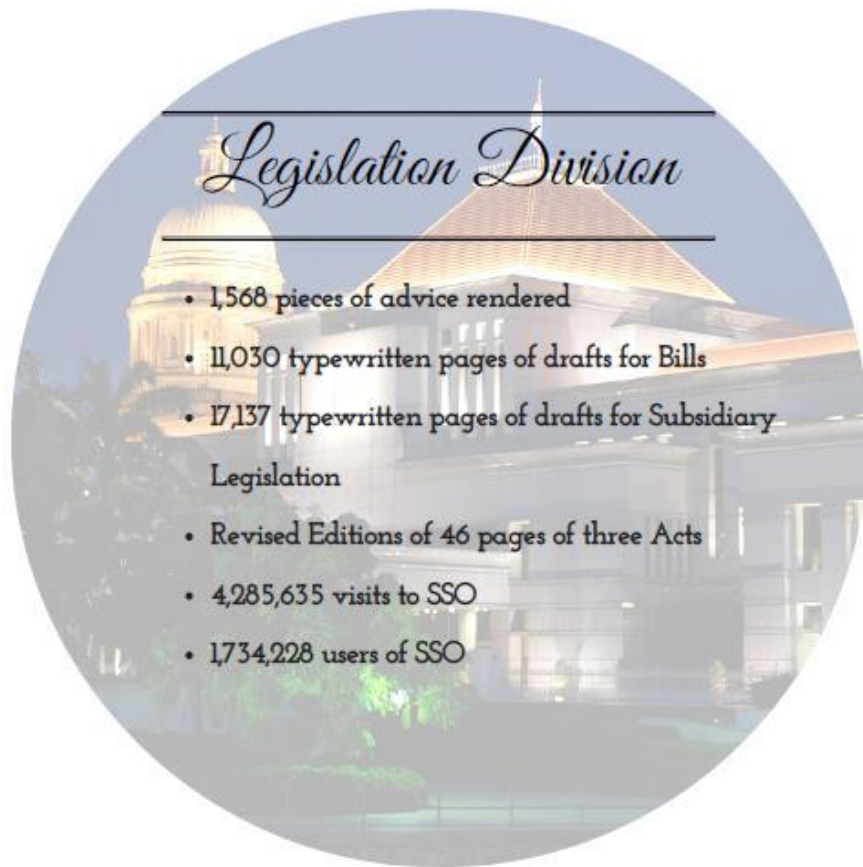 Legislation Division
• 1,568 pieces of advice rendered
• 11,030 typewritten pages of drafts for Bills
• 17,137 typewritten pages of drafts for Subsidiary
Legislation
• Revised Editions of 46 pages of three Acts
• 4,285,635 visits to SSO
• 1,734,228 users of SSO